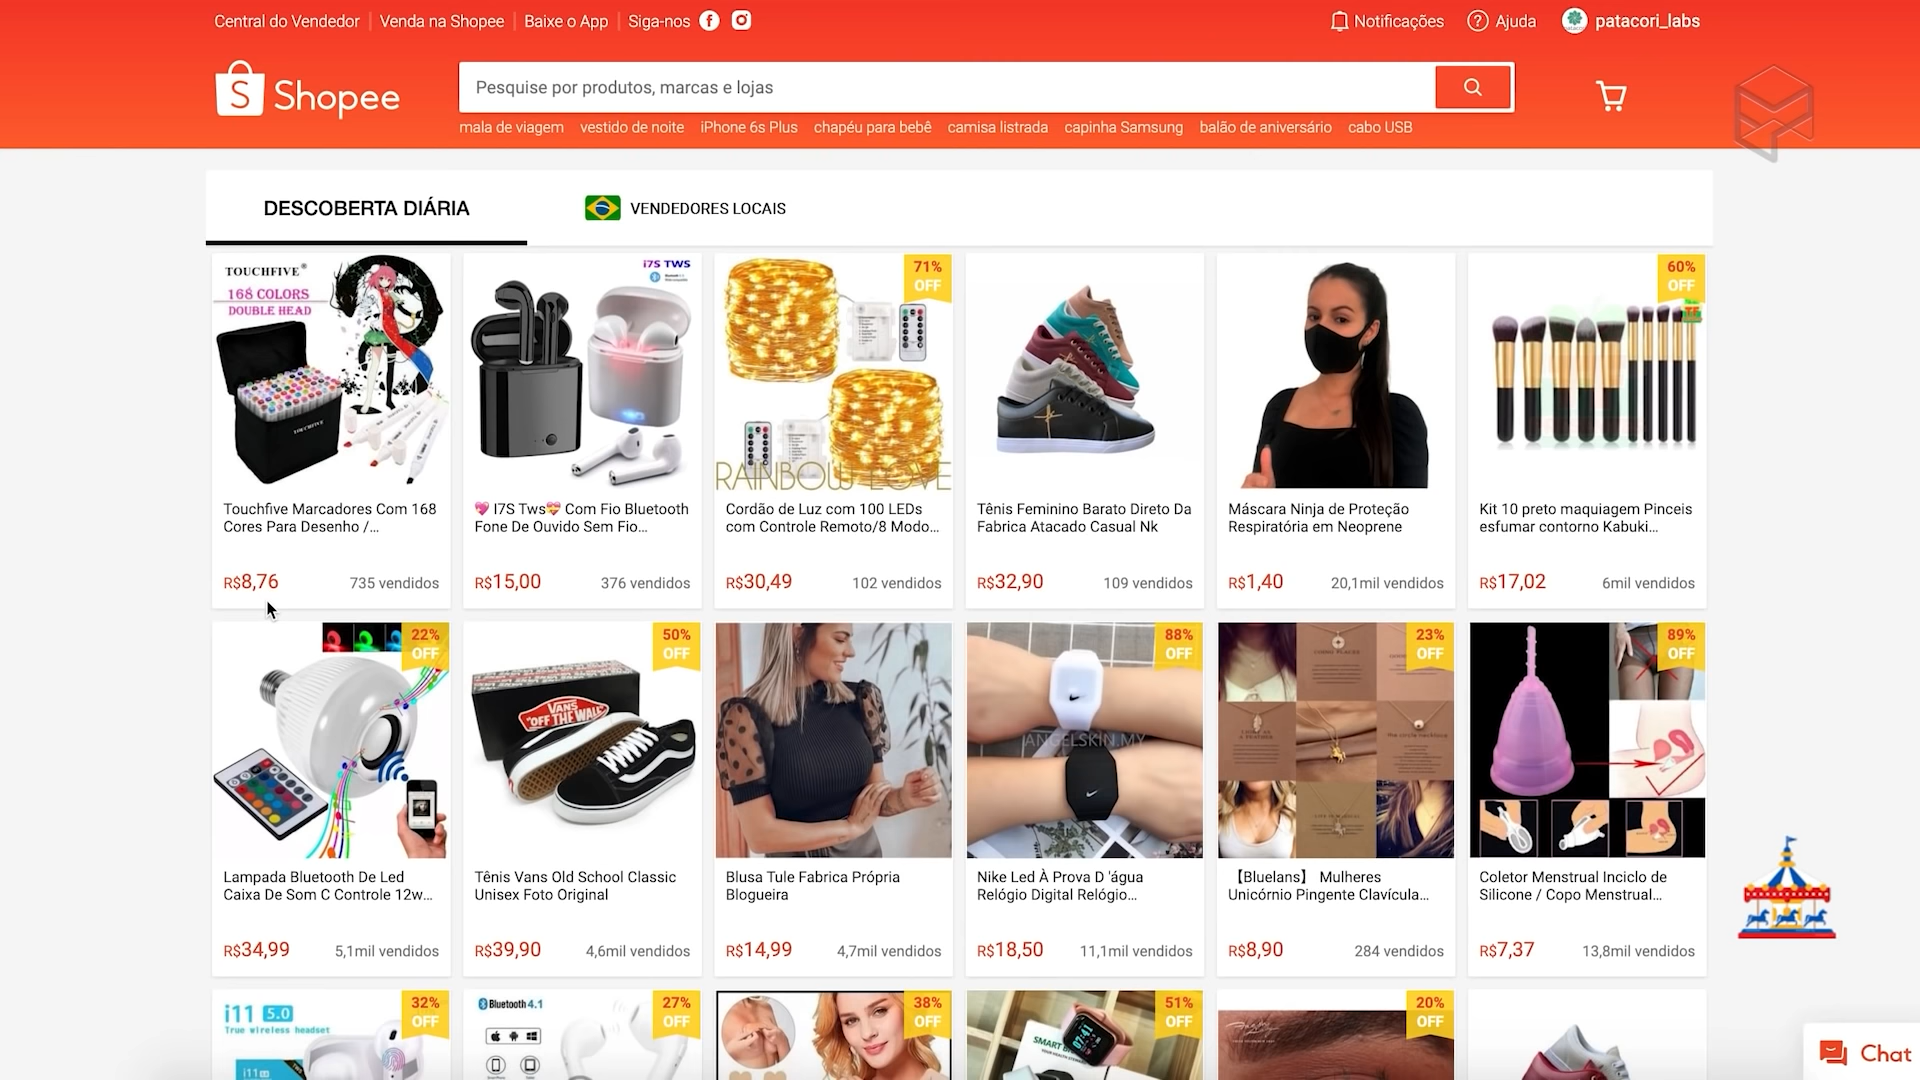 Central do Vendedor
Venda na Shopee
Baixe o App
Siga-nos
Notificações
Ajuda
patacori_labs
Shopee
Pesquise por produtos, marcas e lojas
mala de viagem
vestido de noite
iPhone 6s Plus
chapéu para bebê
camisa listrada
capinha Samsung
balão de aniversário
cabo USB
DESCOBERTA DIÁRIA
VENDEDORES LOCAIS
TOUCHFIVE
168 COLORS
DOUBLE HEAD
TOUCHFIVE
i7S TWS
71%
OFF
RAINBOW LOVE
60%
OFF
Touchfive Marcadores Com 168
Cores Para Desenho /...
R$8,76
735 vendidos
💖 I7S Tws💝 Com Fio Bluetooth
Fone De Ouvido Sem Fio...
R$15,00
376 vendidos
Cordão de Luz com 100 LEDs
com Controle Remoto/8 Modo...
R$30,49
102 vendidos
Tênis Feminino Barato Direto Da
Fabrica Atacado Casual Nk
R$32,90
109 vendidos
Máscara Ninja de Proteção
Respiratória em Neoprene
R$1,40
20,1mil vendidos
Kit 10 preto maquiagem Pinceis
esfumar contorno Kabuki...
R$17,02
6mil vendidos
22%
OFF
50%
OFF
VANS
"OFF THE WALL"
88%
OFF
ANGELSKIN.MY
23%
OFF
89%
OFF
Lampada Bluetooth De Led
Caixa De Som C Controle 12w...
R$34,99
5,1mil vendidos
Tênis Vans Old School Classic
Unisex Foto Original
R$39,90
4,6mil vendidos
Blusa Tule Fabrica Própria
Blogueira
R$14,99
4,7mil vendidos
Nike Led À Prova D 'água
Relógio Digital Relógio...
R$18,50
11,1mil vendidos
【Bluelans】 Mulheres
Unicórnio Pingente Clavícula...
R$8,90
284 vendidos
Coletor Menstrual Inciclo de
Silicone / Copo Menstrual...
R$7,37
13,8mil vendidos
i11 5.0
True wireless headset
i11
32%
OFF
Bluetooth 4.1
27%
OFF
38%
OFF
51%
OFF
20%
OFF
Chat